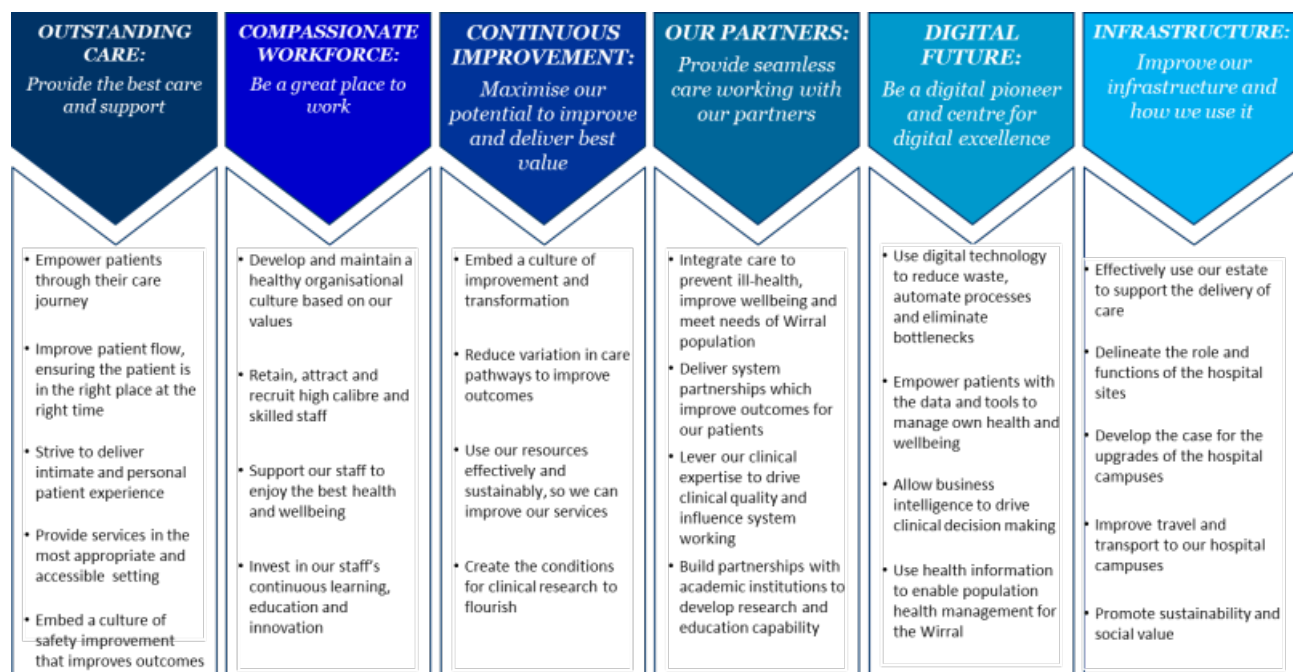 OUTSTANDING
CARE:
Provide the best care
and support
• Empower patients
through their care
journey
• Improve patient flow,
ensuring the patient is
in the right place at the
right time
• Strive to deliver
intimate and personal
patient experience
• Provide services in the
most appropriate and
accessible setting
• Embed a culture of
safety improvement
that improves outcomes
COMPASSIONATE
WORKFORCE:
Be a great place to
work
• Develop and maintain a
healthy organisational
culture based on our
values
• Retain, attract and
recruit high calibre and
skilled staff
• Support our staff to
enjoy the best health
and wellbeing
• Invest in our staff's
continuous learning,
education and
innovation
CONTINUOUS
IMPROVEMENT:
Maximise our
potential to improve
and deliver best
value
• Embed a culture of
improvement and
transformation
• Reduce variation in care
pathways to improve
outcomes
• Use our resources
effectively and
sustainably, so we can
improve our services
• Create the conditions
for clinical research to
flourish
OUR PARTNERS:
Provide seamless
care working with
our partners
• Integrate care to
prevent ill-health,
improve wellbeing and
meet needs of Wirral
population
• Deliver system
partnerships which
improve outcomes for
our patients
• Lever our clinical
expertise to drive
clinical quality and
influence system
working
• Build partnerships with
academic institutions to
develop research and
education capability
DIGITAL
FUTURE:
Be a digital pioneer
and centre for
digital excellence
• Use digital technology
to reduce waste,
automate processes
and eliminate
bottlenecks
• Empower patients with
the data and tools to
manage own health and
wellbeing
• Allow business
intelligence to drive
clinical decision making
• Use health information
to enable population
health management for
the Wirral
INFRASTRUCTURE:
Improve our
infrastructure and
how we use it
• Effectively use our estate
to support the delivery of
care
• Delineate the role and
functions of the hospital
sites
• Develop the case for the
upgrades of the hospital
campuses
• Improve travel and
transport to our hospital
campuses
• Promote sustainability and
social value